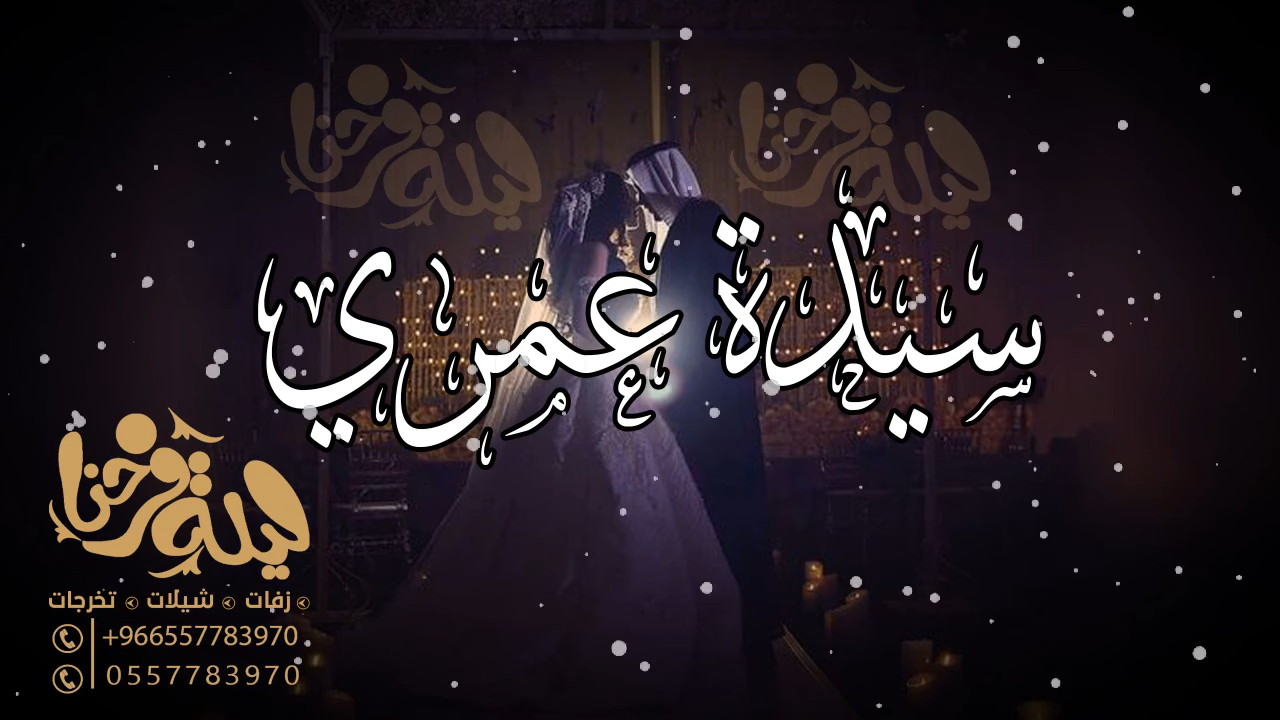 ليلة فرحنا
ليلة فرحنا
سيدة عمري
ليلة فرحنا
زفات شيلات تخرجات
+966557783970
0557783970